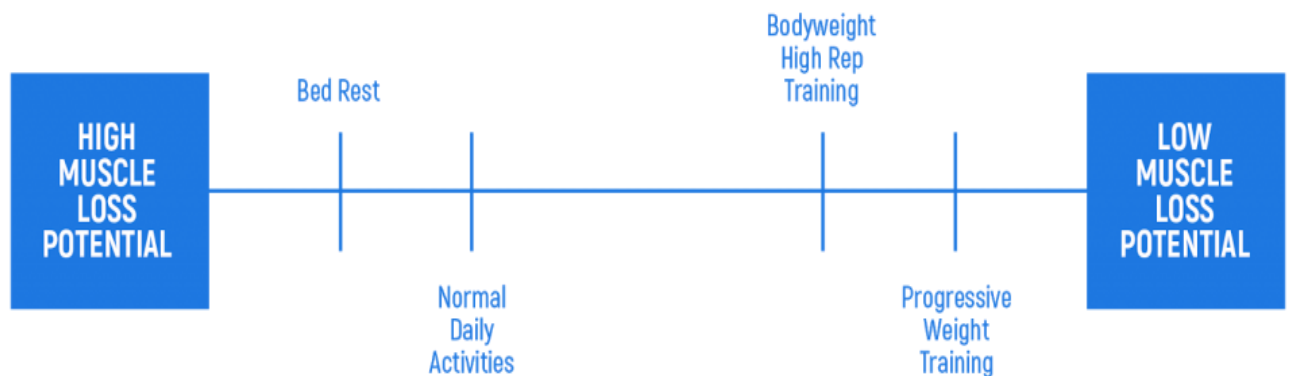 HIGH
MUSCLE
LOSS
POTENTIAL
Bed Rest
Normal
Daily
Activities
Bodyweight
High Rep
Training
Progressive
Weight
Training
LOW
MUSCLE
LOSS
POTENTIAL